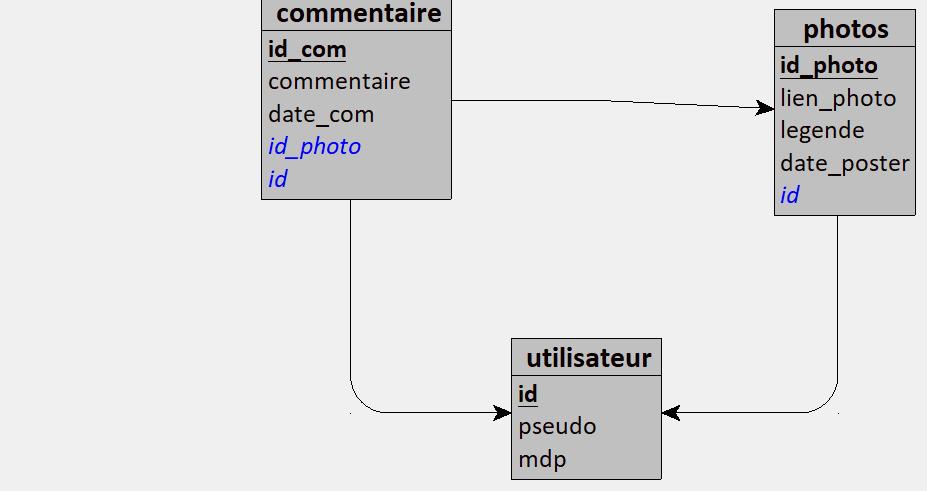 commentaire
id_com
commentaire
date_com
id_photo
id
photos
id_photo
lien_photo
legende
date_poster
id
utilisateur
id
pseudo
mdp